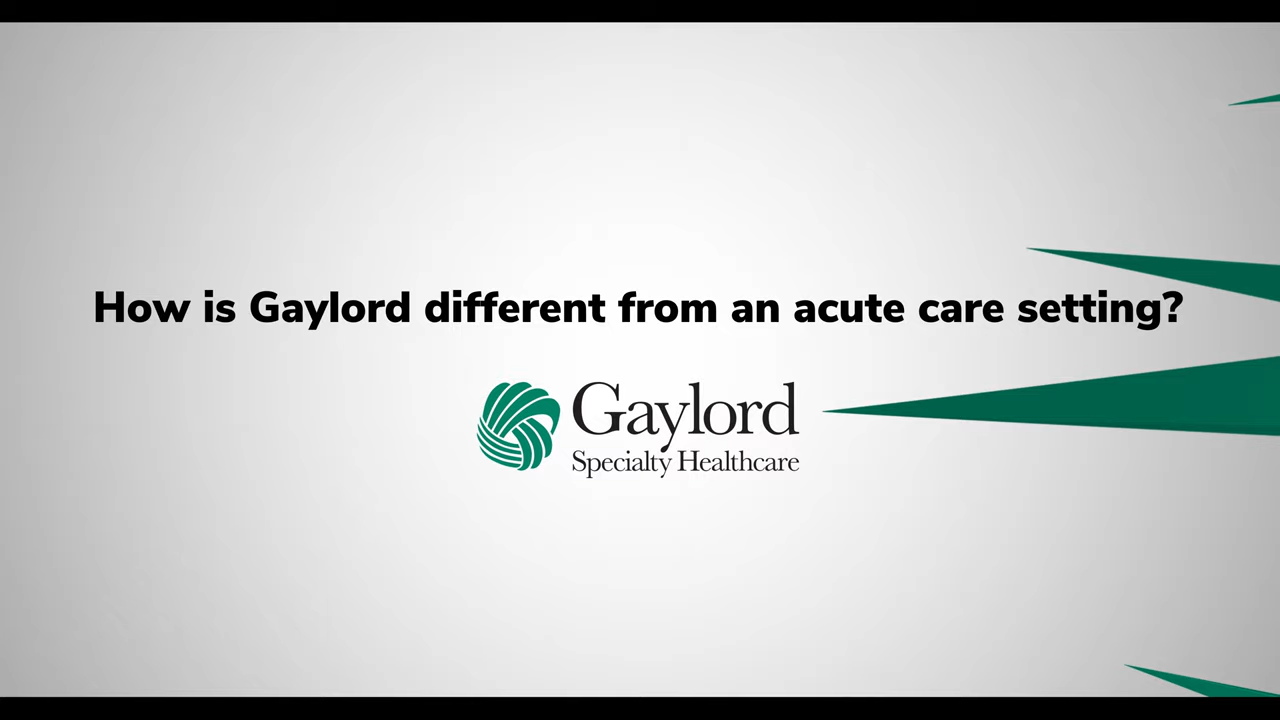 How is Gaylord different from an acute care setting?
Gaylord
Specialty Healthcare